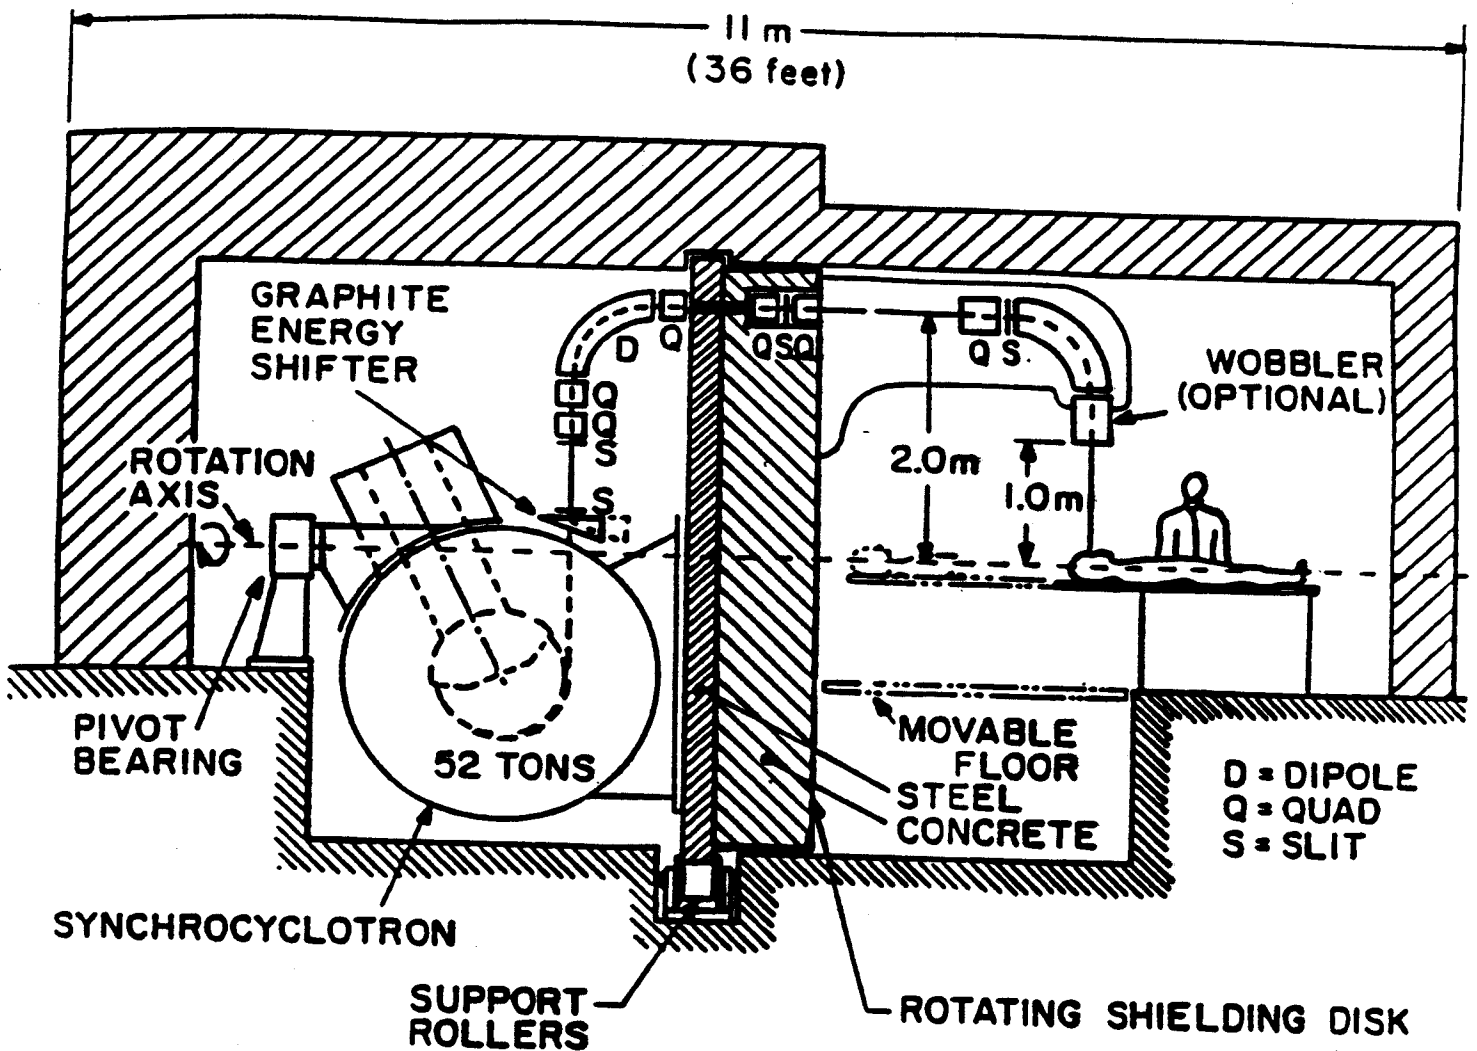 11 m
(36 feet)
GRAPHITE
ENERGY
SHIFTER
D
Q
Q S Q
Q S
WOBBLER
(OPTIONAL)
Q
Q
S
S
ROTATION
AXIS
2.0m
1.0m
PIVOT
BEARING
52 TONS
MOVABLE
FLOOR
STEEL
CONCRETE
D = DIPOLE
Q = QUAD
S = SLIT
SYNCHROCYCLOTRON
SUPPORT
ROLLERS
ROTATING SHIELDING DISK